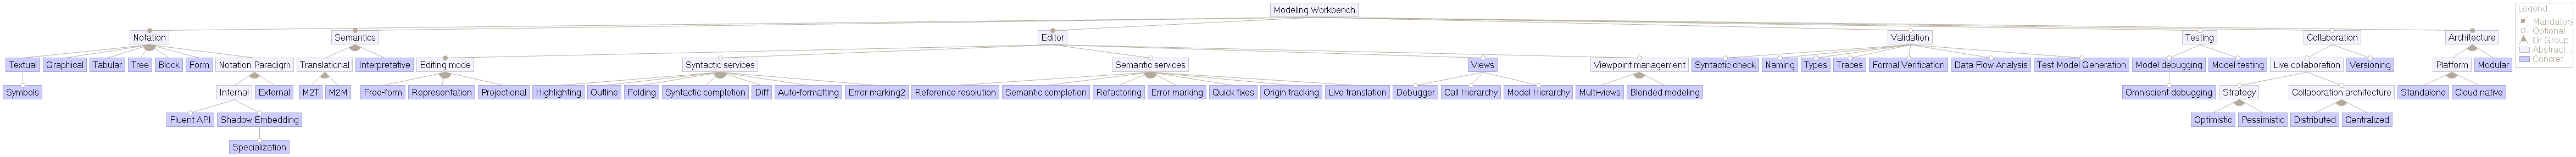 Modeling Workbench
Legend:
Mandatory
Optional
Or Group
Abstract
Concret
Notation
Semantics
Editor
Validation
Testing
Collaboration
Architecture
Textual
Graphical
Tabular
Tree
Block
Form
Notation Paradigm
Translational
Interpretative
Editing mode
Syntactic services
Semantic services
Views
Viewpoint management
Syntactic check
Naming
Types
Traces
Formal Verification
Data Flow Analysis
Test Model Generation
Model debugging
Model testing
Live collaboration
Versioning
Platform
Modular
Symbols
Internal
External
M2T
M2M
Free-form
Representation
Projectional
Highlighting
Outline
Folding
Syntactic completion
Diff
Auto-formatting
Error marking2
Reference resolution
Semantic completion
Refactoring
Error marking
Quick fixes
Origin tracking
Live translation
Debugger
Call Hierarchy
Model Hierarchy
Multi-views
Blended modeling
Omniscient debugging
Strategy
Collaboration architecture
Standalone
Cloud native
Fluent API
Shadow Embedding
Optimistic
Pessimistic
Distributed
Centralized
Specialization